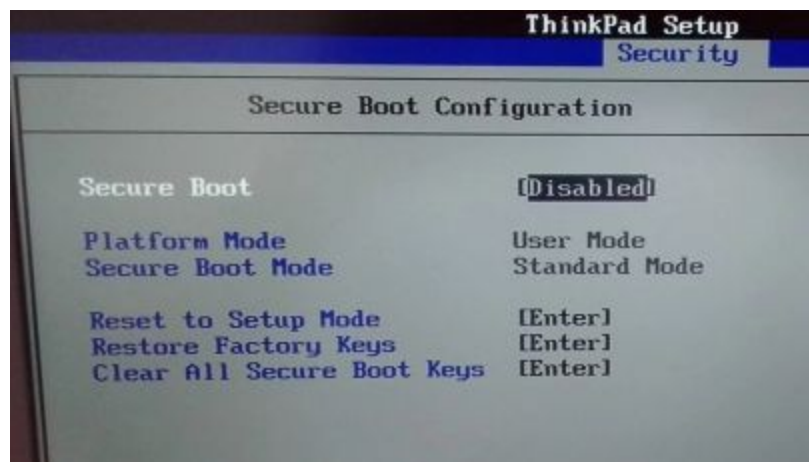 ThinkPad Setup
Security
Secure Boot Configuration
Secure Boot [Disabled]
Platform Mode User Mode
Secure Boot Mode Standard Mode
Reset to Setup Mode [Enter]
Restore Factory Keys [Enter]
Clear All Secure Boot Keys [Enter]